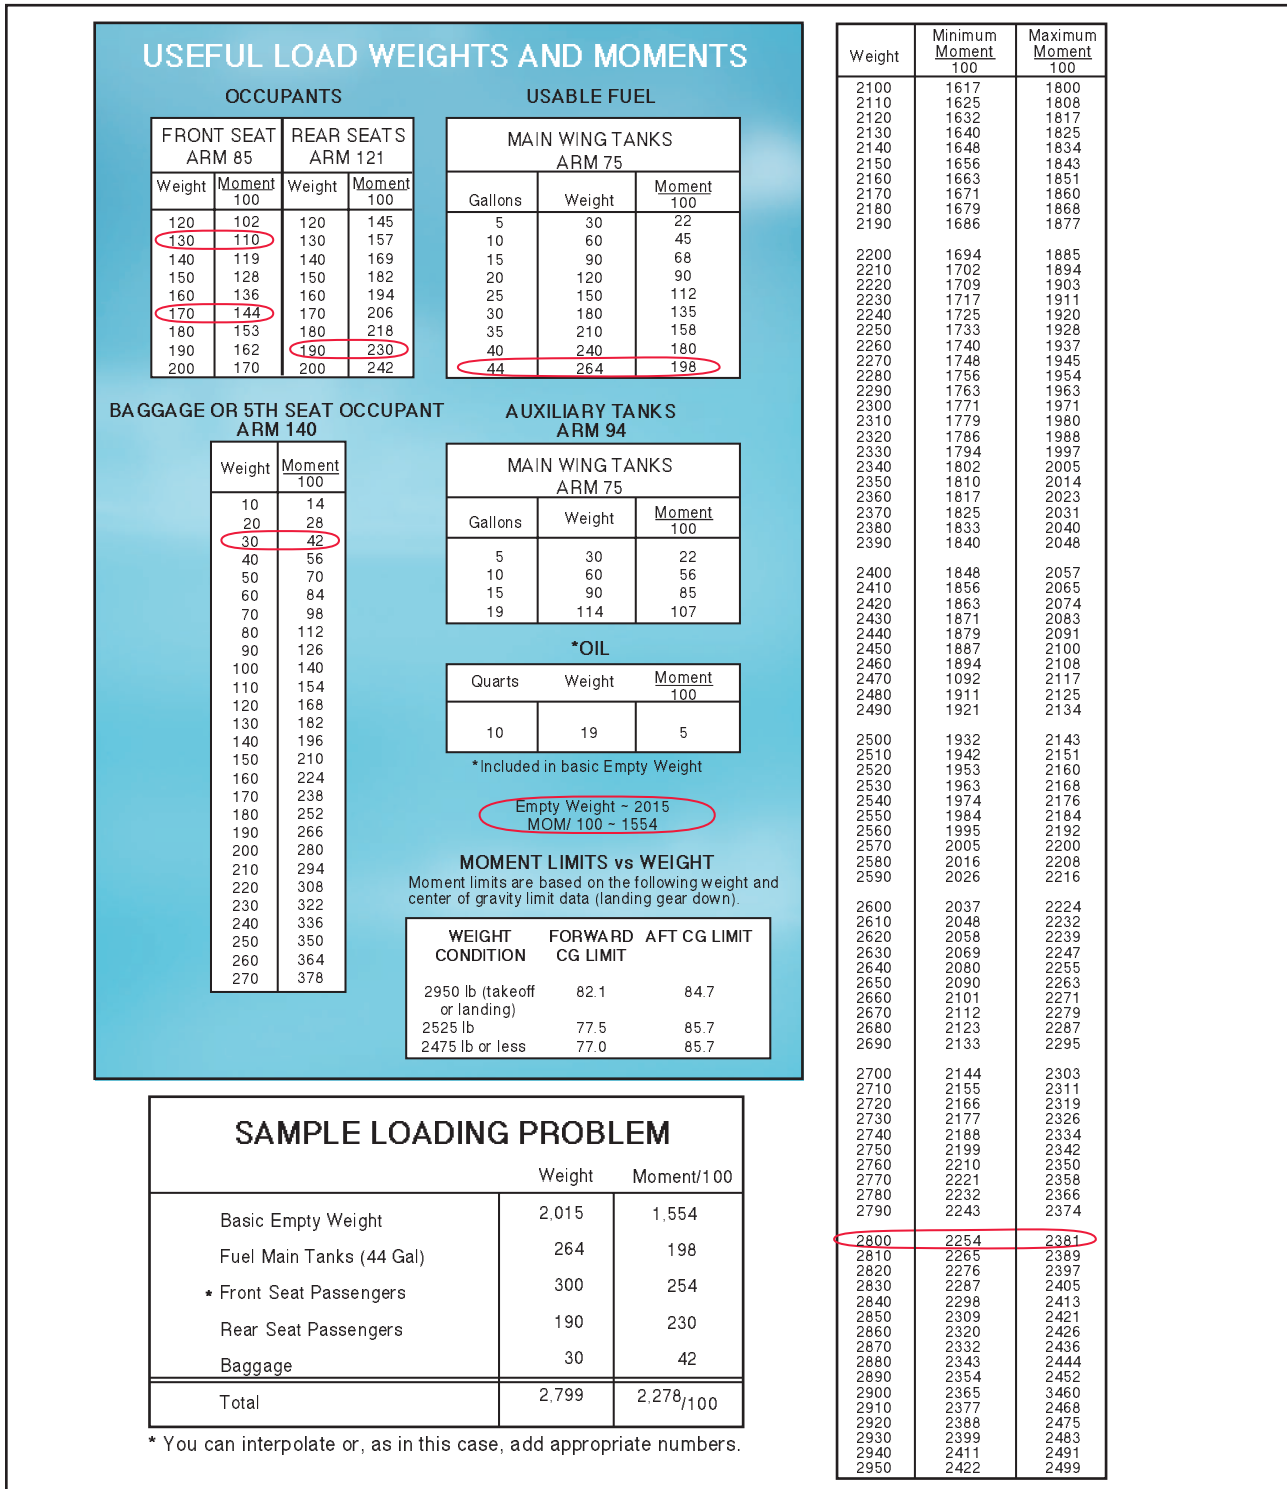 USEFUL LOAD WEIGHTS AND MOMENTS
OCCUPANTS
FRONT SEAT REAR SEATS
ARM 85 ARM 121
Weight Moment Weight Moment
100 100
120 102 120 145
130 110 130 157
140 119 140 169
150 128 150 182
160 136 160 194
170 144 170 206
180 153 180 218
190 162 190 230
200 170 200 242
USABLE FUEL
MAIN WING TANKS
ARM 75
Gallons Weight Moment
100
5 30 22
10 60 45
15 90 68
20 120 90
25 150 112
30 180 135
35 210 158
40 240 180
44 264 198
BAGGAGE OR 5TH SEAT OCCUPANT
ARM 140
Weight Moment
100
10 14
20 28
30 42
40 56
50 70
60 84
70 98
80 112
90 126
100 140
110 154
120 168
130 182
140 196
150 210
160 224
170 238
180 252
190 266
200 280
210 294
220 308
230 322
240 336
250 350
260 364
270 378
AUXILIARY TANKS
ARM 94
MAIN WING TANKS
ARM 75
Gallons Weight Moment
100
5 30 22
10 60 56
15 90 85
19 114 107
*OIL
Quarts Weight Moment
100
10 19 5
*Included in basic Empty Weight
Empty Weight ~ 2015
MOM/ 100 ~ 1554
MOMENT LIMITS vs WEIGHT
Moment limits are based on the following weight and
center of gravity limit data (landing gear down).
WEIGHT FORWARD AFT CG LIMIT
CONDITION CG LIMIT
2950 lb (takeoff 82.1 84.7
or landing)
2525 lb 77.5 85.7
2475 lb or less 77.0 85.7
SAMPLE LOADING PROBLEM
Weight Moment/100
Basic Empty Weight 2,015 1,554
Fuel Main Tanks (44 Gal) 264 198
* Front Seat Passengers 300 254
Rear Seat Passengers 190 230
Baggage 30 42
Total 2,799 2,278/100
* You can interpolate or, as in this case, add appropriate numbers.
Minimum Maximum
Weight Moment Moment
100 100
2100 1617 1800
2110 1625 1808
2120 1632 1817
2130 1640 1825
2140 1648 1834
2150 1656 1843
2160 1663 1851
2170 1671 1860
2180 1679 1868
2190 1686 1877
2200 1694 1885
2210 1702 1894
2220 1709 1903
2230 1717 1911
2240 1725 1920
2250 1733 1928
2260 1740 1937
2270 1748 1945
2280 1756 1954
2290 1763 1963
2300 1771 1971
2310 1779 1980
2320 1786 1988
2330 1794 1997
2340 1802 2005
2350 1810 2014
2360 1817 2023
2370 1825 2031
2380 1833 2040
2390 1840 2048
2400 1848 2057
2410 1856 2065
2420 1863 2074
2430 1871 2083
2440 1879 2091
2450 1887 2100
2460 1894 2108
2470 1092 2117
2480 1911 2125
2490 1921 2134
2500 1932 2143
2510 1942 2151
2520 1953 2160
2530 1963 2168
2540 1974 2176
2550 1984 2184
2560 1995 2192
2570 2005 2200
2580 2016 2208
2590 2026 2216
2600 2037 2224
2610 2048 2232
2620 2058 2239
2630 2069 2247
2640 2080 2255
2650 2090 2263
2660 2101 2271
2670 2112 2279
2680 2123 2287
2690 2133 2295
2700 2144 2303
2710 2155 2311
2720 2166 2319
2730 2177 2326
2740 2188 2334
2750 2199 2342
2760 2210 2350
2770 2221 2358
2780 2232 2366
2790 2243 2374
2800 2254 2381
2810 2265 2389
2820 2276 2397
2830 2287 2405
2840 2298 2413
2850 2309 2421
2860 2320 2426
2870 2332 2436
2880 2343 2444
2890 2354 2452
2900 2365 3460
2910 2377 2468
2920 2388 2475
2930 2399 2483
2940 2411 2491
2950 2422 2499